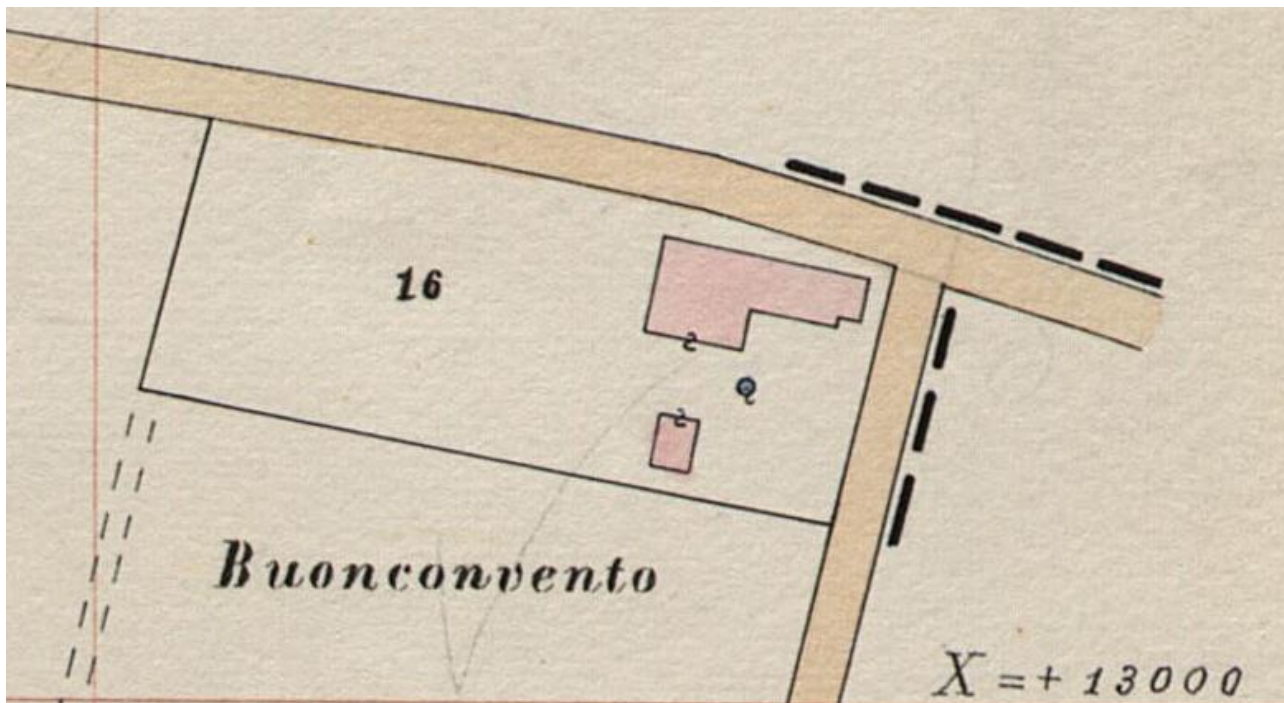 16
Buonconvento
X = + 13000